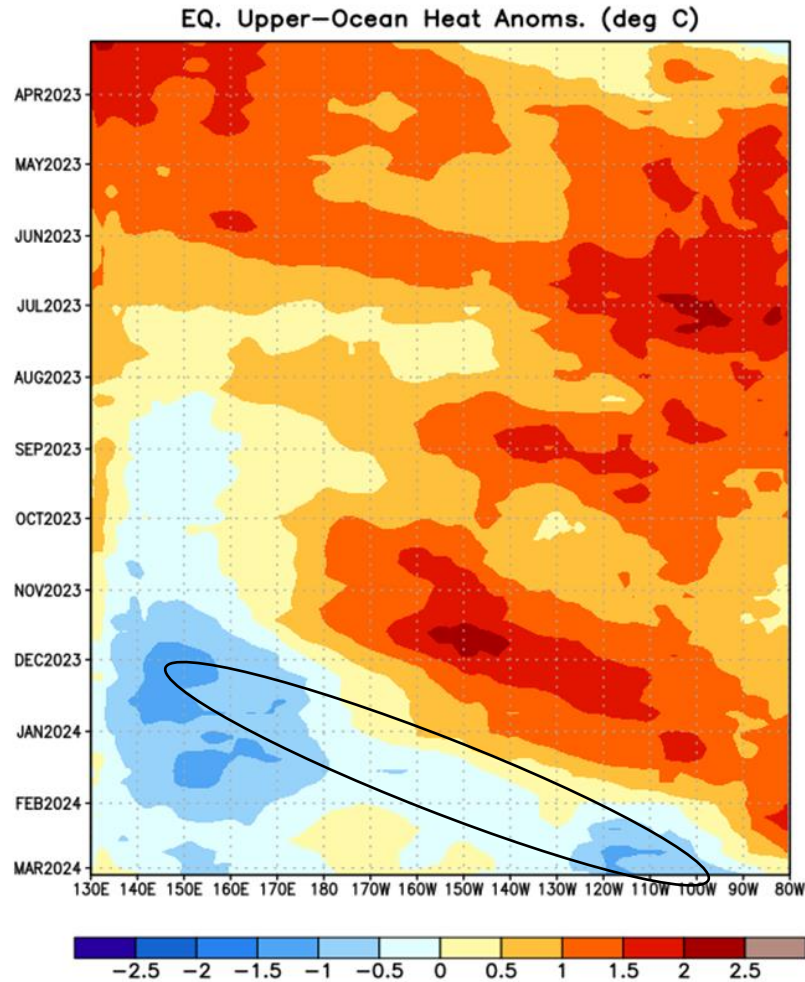 EQ. Upper-Ocean Heat Anoms. (deg C)
APR2023
MAY2023
JUN2023
JUL2023
AUG2023
SEP2023
OCT2023
NOV2023
DEC2023
JAN2024
FEB2024
MAR2024
130E 140E 150E 160E 170E 180 170W 160W 150W 140W 130W 120W 110W 100W 90W 80W
-2.5 -2 -1.5 -1 -0.5 0 0.5 1 1.5 2 2.5